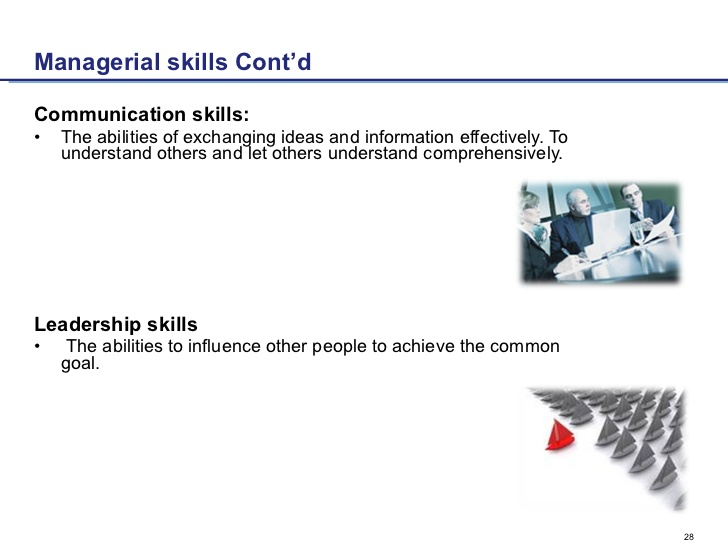 Managerial skills Cont’d
Communication skills:
• The abilities of exchanging ideas and information effectively. To
understand others and let others understand comprehensively.
Leadership skills
• The abilities to influence other people to achieve the common
goal.
28